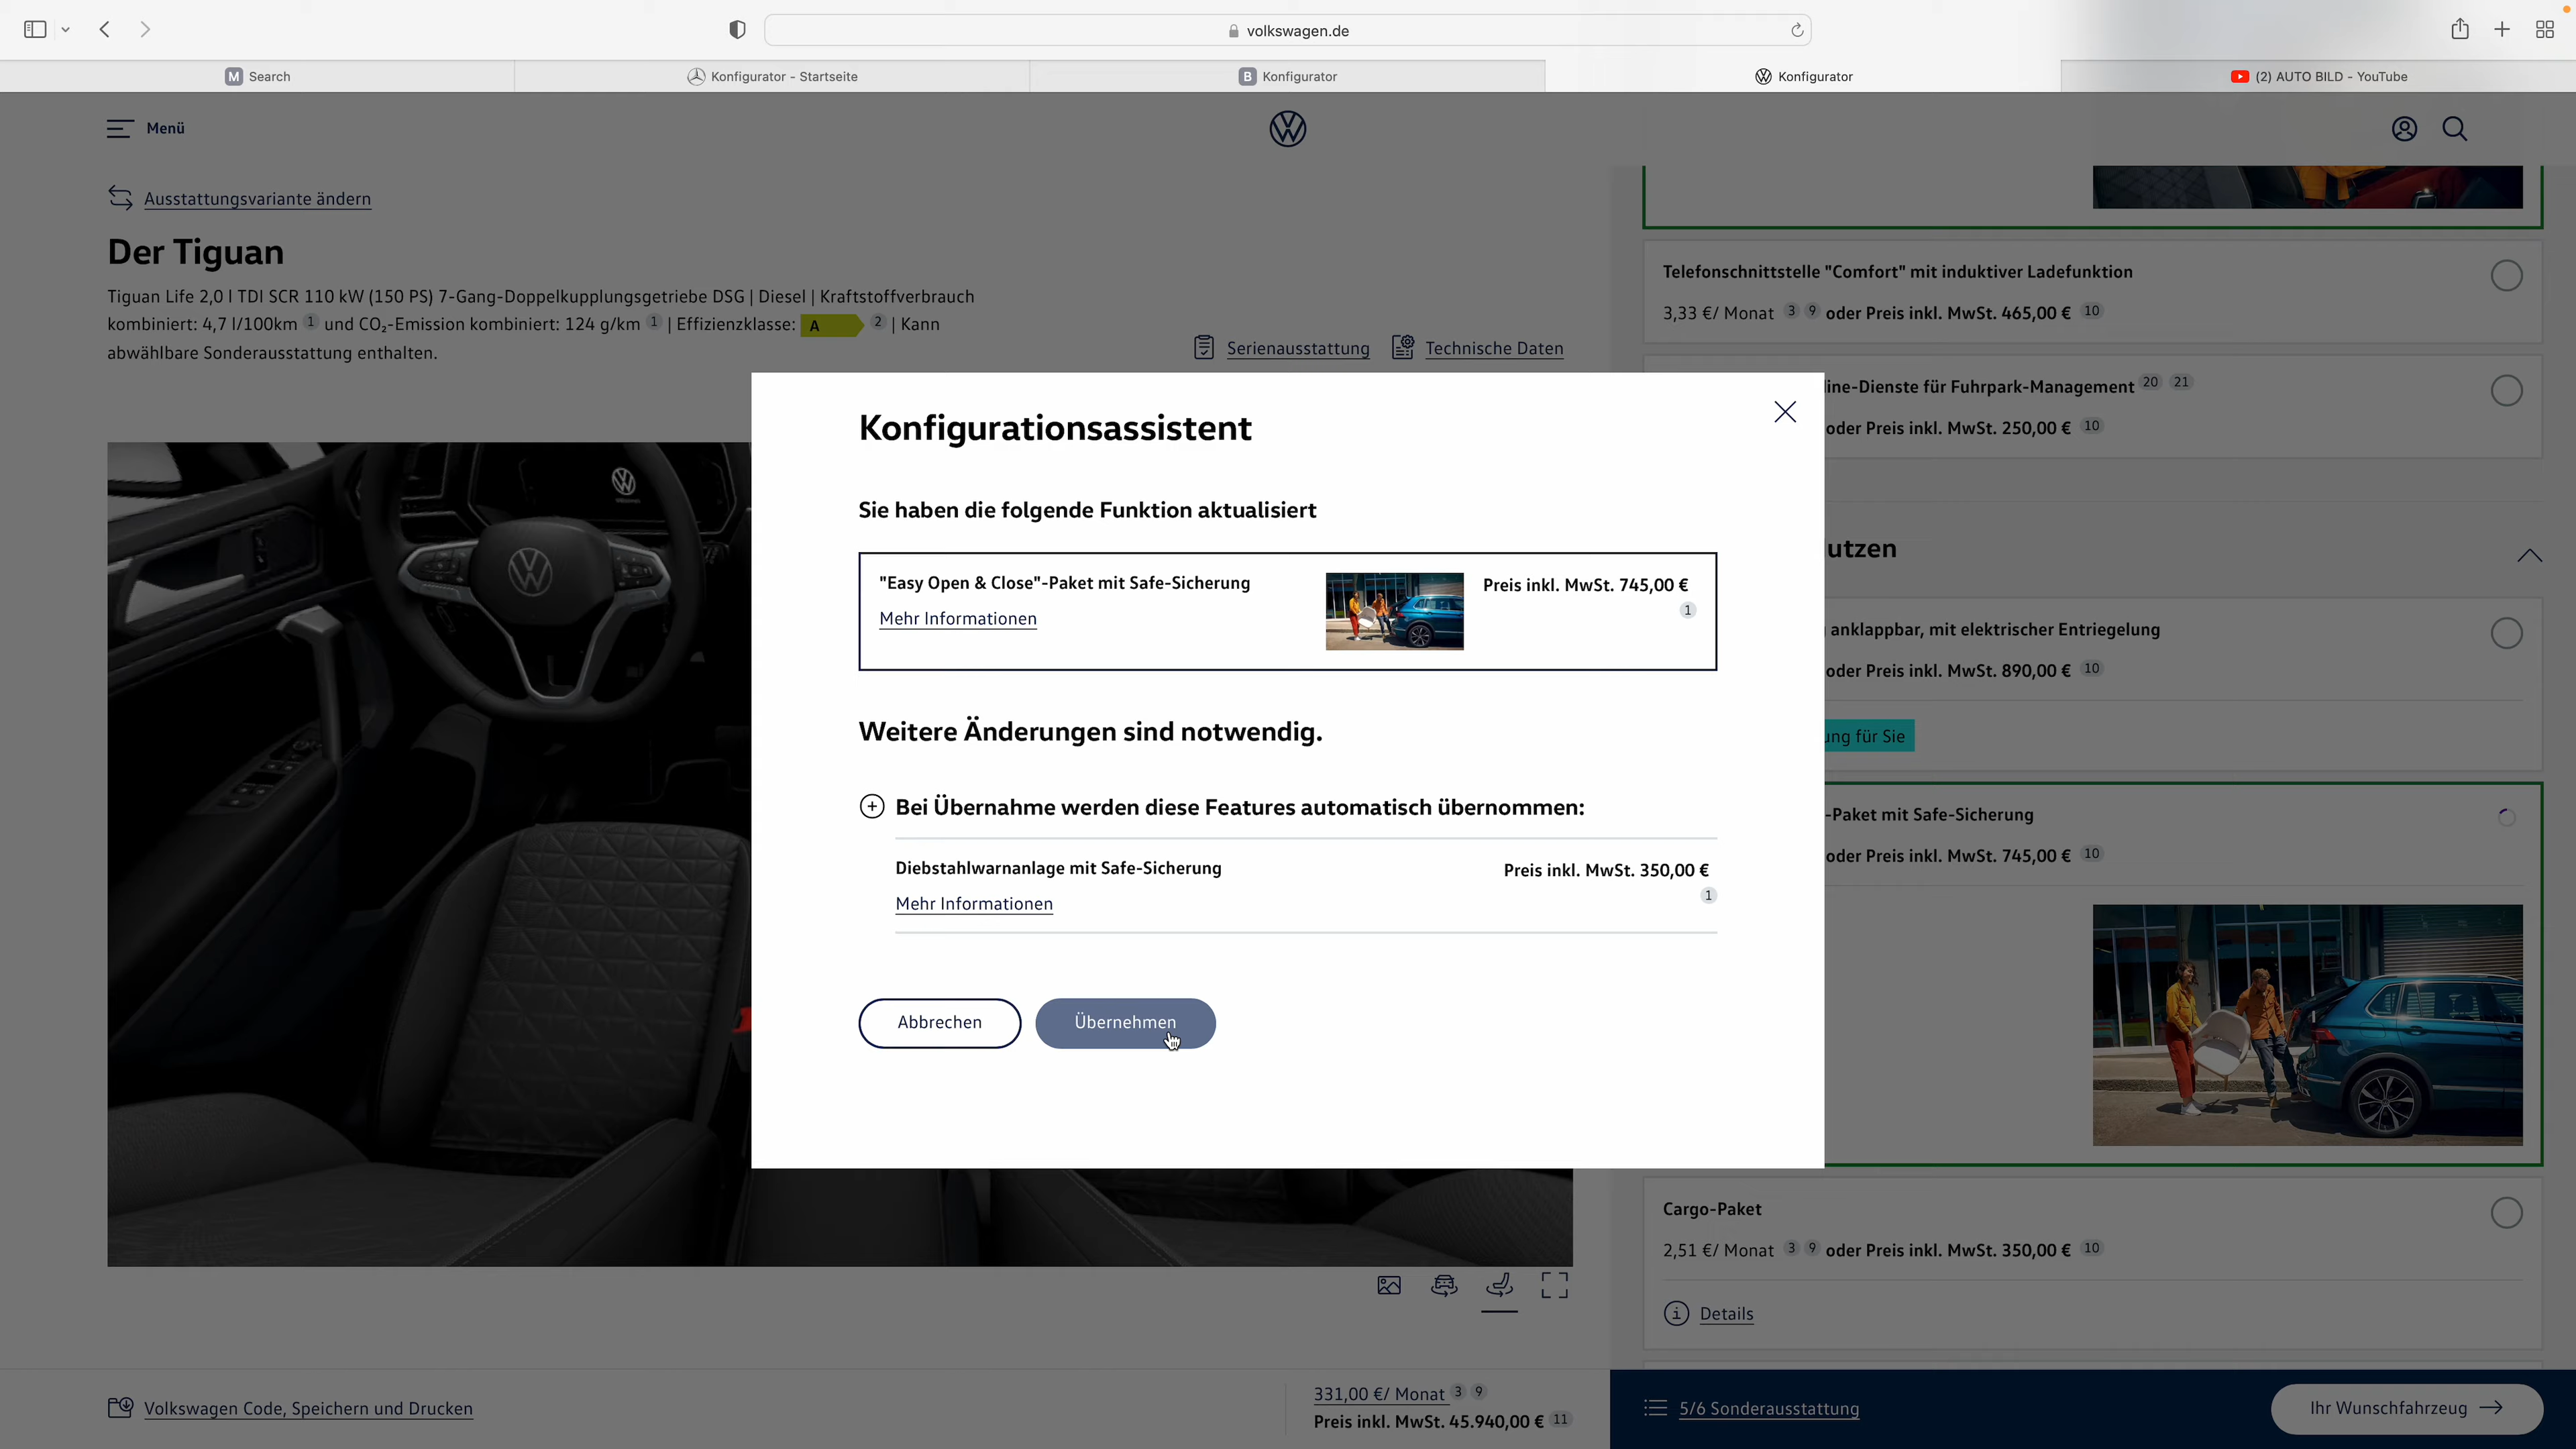 volkswagen.de
M Search
Konfigurator - Startseite
B Konfigurator
Konfigurator
(2) AUTO BILD - YouTube
Menü
Ausstattungsvariante ändern
Der Tiguan
Tiguan Life 2,0 l TDI SCR 110 kW (150 PS) 7-Gang-Doppelkupplungsgetriebe DSG | Diesel | Kraftstoffverbrauch
kombiniert: 4,7 l/100km 1 und CO₂-Emission kombiniert: 124 g/km 1 | Effizienzklasse: A 2 | Kann
abwählbare Sonderausstattung enthalten.
Serienausstattung
Technische Daten
Konfigurationsassistent
Sie haben die folgende Funktion aktualisiert
"Easy Open & Close"-Paket mit Safe-Sicherung
Preis inkl. MwSt. 745,00 €
1
Mehr Informationen
Weitere Änderungen sind notwendig.
Bei Übernahme werden diese Features automatisch übernommen:
Diebstahlwarnanlage mit Safe-Sicherung
Preis inkl. MwSt. 350,00 €
1
Mehr Informationen
Abbrechen
Übernehmen
Telefonschnittstelle "Comfort" mit induktiver Ladefunktion
3,33 €/ Monat 3 9 oder Preis inkl. MwSt. 465,00 € 10
line-Dienste für Fuhrpark-Management 20 21
oder Preis inkl. MwSt. 250,00 € 10
utzen
anklappbar, mit elektrischer Entriegelung
oder Preis inkl. MwSt. 890,00 € 10
ung für Sie
-Paket mit Safe-Sicherung
oder Preis inkl. MwSt. 745,00 € 10
Cargo-Paket
2,51 €/ Monat 3 9 oder Preis inkl. MwSt. 350,00 € 10
Details
Volkswagen Code, Speichern und Drucken
331,00 €/ Monat 3 9
Preis inkl. MwSt. 45.940,00 € 11
5/6 Sonderausstattung
Ihr Wunschfahrzeug